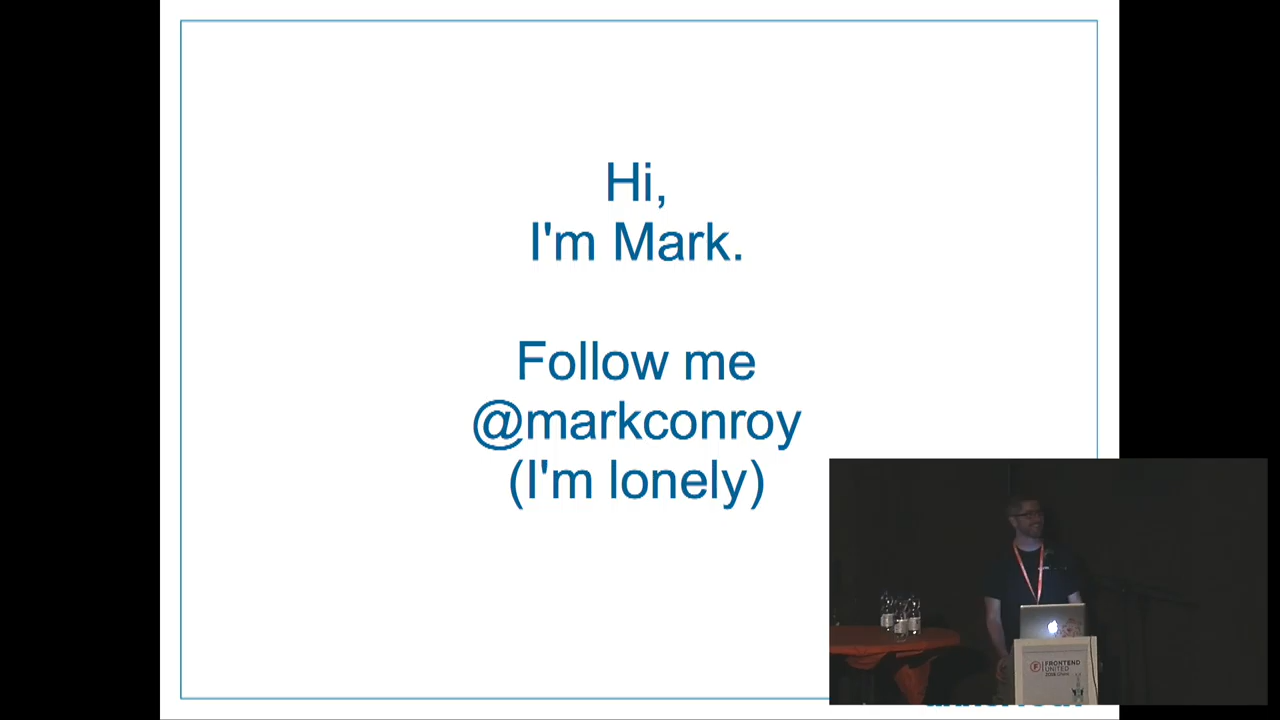 Hi,
I'm Mark.
Follow me
@markconroy
(I'm lonely)
FRONTEND
UNITED